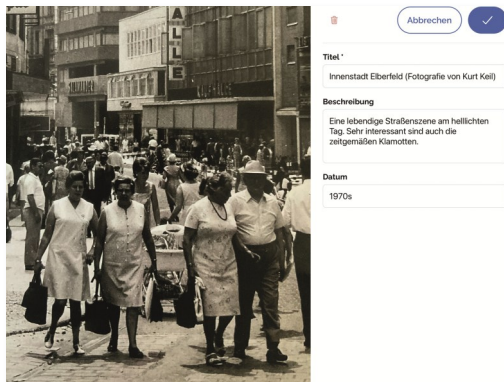 ALLE
Abbrechen
Titel *
Innenstadt Elberfeld (Fotografie von Kurt Keil)
Beschreibung
Eine lebendige Straßenszene am helllichten
Tag. Sehr interessant sind auch die
zeitgemäßen Klamotten.
Datum
1970s